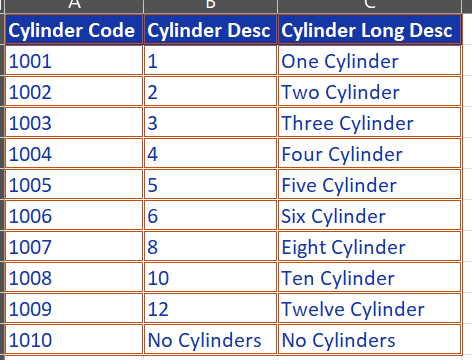 A B C
Cylinder Code Cylinder Desc Cylinder Long Desc
1001 1 One Cylinder
1002 2 Two Cylinder
1003 3 Three Cylinder
1004 4 Four Cylinder
1005 5 Five Cylinder
1006 6 Six Cylinder
1007 8 Eight Cylinder
1008 10 Ten Cylinder
1009 12 Twelve Cylinder
1010 No Cylinders No Cylinders